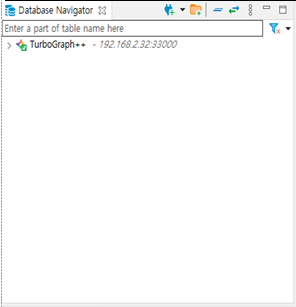 Database Navigator
Enter a part of table name here
TurboGraph++ - 192.168.2.32:33000